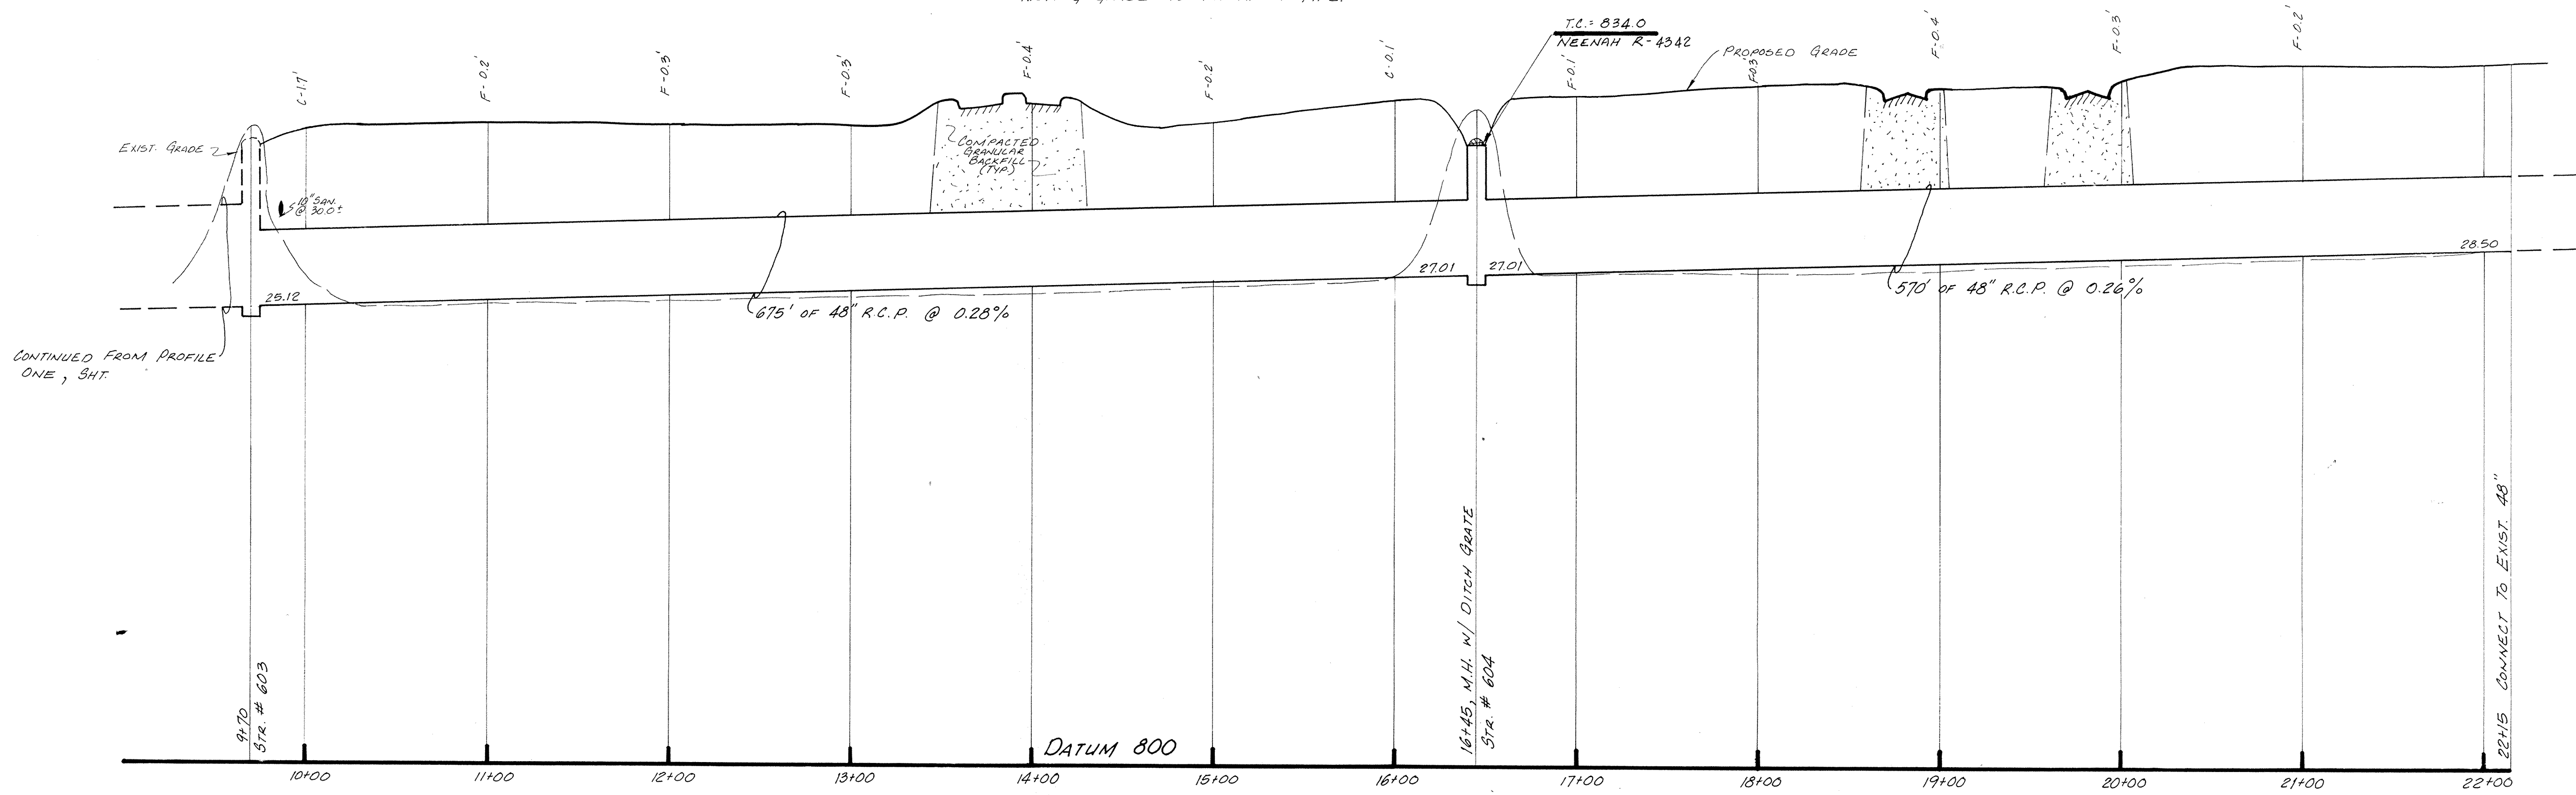 T.C.= 834.0
NEENAH R-4342
PROPOSED GRADE
C-1.7'
F-0.2'
F-0.3'
F-0.3'
F-0.4'
F-0.2'
C-0.1'
F-0.1'
F-0.3'
F-0.4'
F-0.3'
F-0.2'
EXIST. GRADE
COMPACTED
GRANULAR
BACKFILL
(TYP.)
10" SAN.
@ 30.0±
25.12
27.01
27.01
28.50
675' OF 48" R.C.P. @ 0.28%
570' OF 48" R.C.P. @ 0.26%
CONTINUED FROM PROFILE
ONE, SHT.
9+70
STR. # 603
16+45, M.H. W/ DITCH GRATE
STR. # 604
22+15 CONNECT TO EXIST. 48"
DATUM 800
10+00
11+00
12+00
13+00
14+00
15+00
16+00
17+00
18+00
19+00
20+00
21+00
22+00